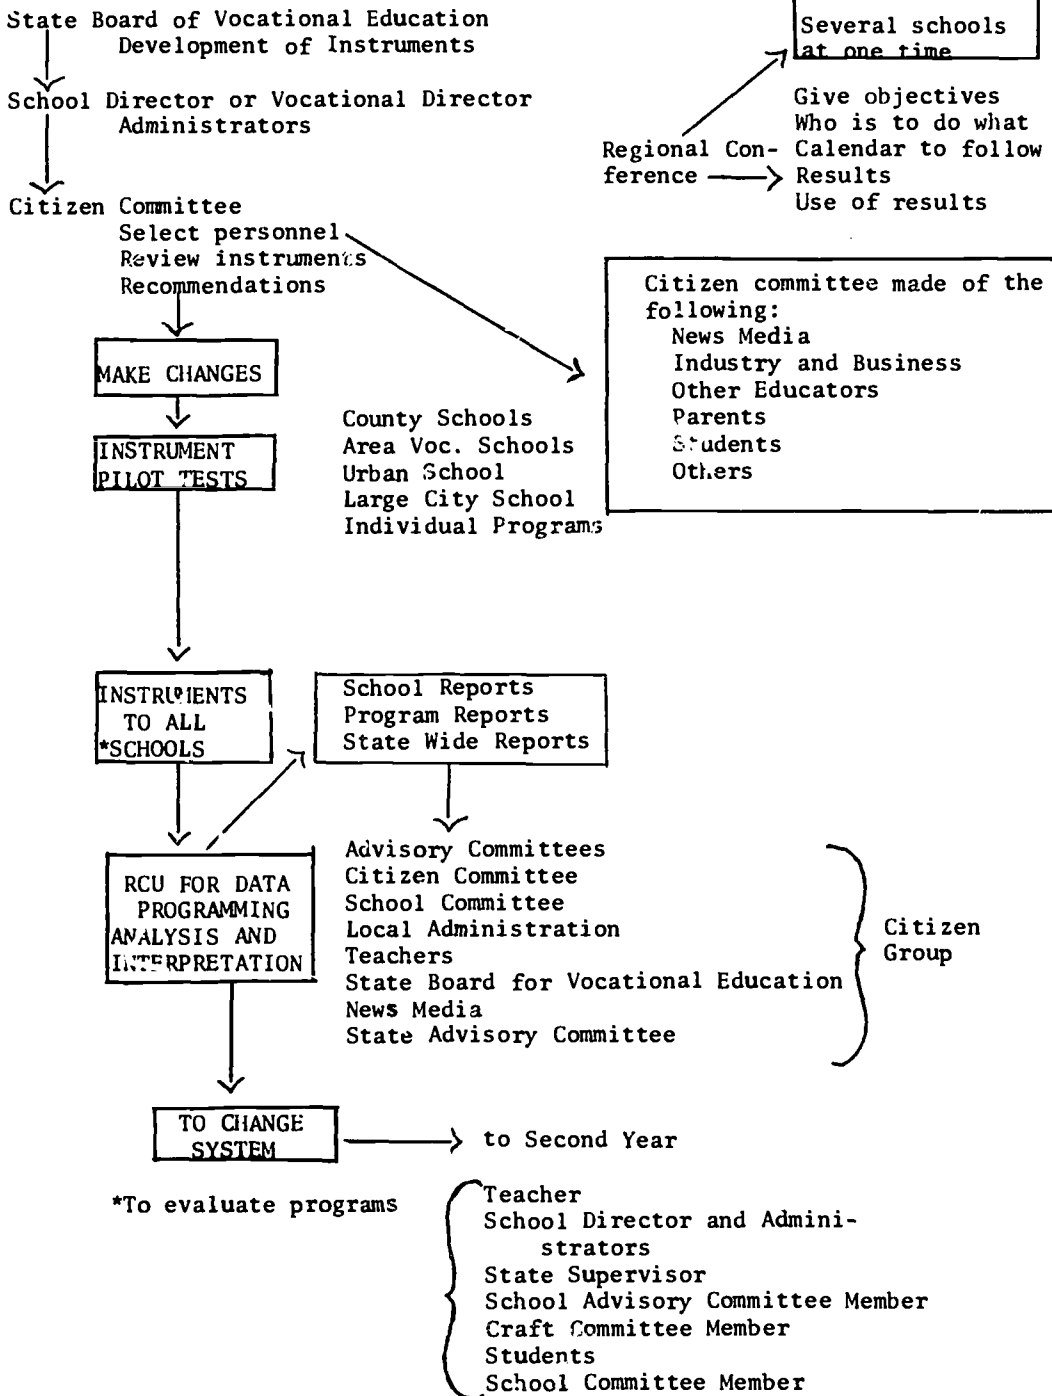 State Board of Vocational Education
Development of Instruments
School Director or Vocational Director
Administrators
Citizen Committee
Select personnel
Review instruments
Recommendations
Several schools
at one time
Regional Con-
ference
Give objectives
Who is to do what
Calendar to follow
Results
Use of results
Citizen committee made of the
following:
News Media
Industry and Business
Other Educators
Parents
Students
Others
MAKE CHANGES
INSTRUMENT
PILOT TESTS
County Schools
Area Voc. Schools
Urban School
Large City School
Individual Programs
INSTRUMENTS
TO ALL
*SCHOOLS
School Reports
Program Reports
State Wide Reports
RCU FOR DATA
PROGRAMMING
ANALYSIS AND
INTERPRETATION
Advisory Committees
Citizen Committee
School Committee
Local Administration
Teachers
State Board for Vocational Education
News Media
State Advisory Committee
Citizen
Group
TO CHANGE
SYSTEM
to Second Year
*To evaluate programs
Teacher
School Director and Admini-
strators
State Supervisor
School Advisory Committee Member
Craft Committee Member
Students
School Committee Member